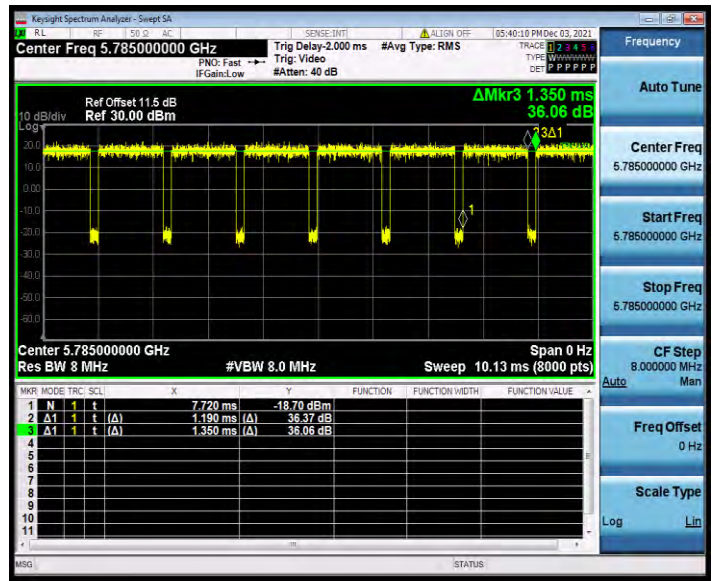 Keysight Spectrum Analyzer - Swept SA
RL RF 50 Ω AC SENSE:INT ALIGN OFF 05:40:10 PM Dec 03, 2021
Center Freq 5.785000000 GHz
PNO: Fast
IFGain:Low
Trig Delay-2.000 ms
Trig: Video
#Atten: 40 dB
#Avg Type: RMS
TRACE 1 2 3 4 5 6
TYPE W
DET P P P P P P
Frequency
Auto Tune
Center Freq
5.785000000 GHz
Start Freq
5.785000000 GHz
Stop Freq
5.785000000 GHz
CF Step
8.000000 MHz
Auto Man
Freq Offset
0 Hz
Scale Type
Log Lin
ΔMkr3 1.350 ms
36.06 dB
Ref Offset 11.5 dB
10 dB/div Ref 30.00 dBm
Log
3Δ1
20.0
10.0
0.00
-10.0
1
-20.0
-30.0
-40.0
-50.0
-60.0
Center 5.785000000 GHz Span 0 Hz
Res BW 8 MHz #VBW 8.0 MHz Sweep 10.13 ms (8000 pts)
MKR MODE TRC SCL X Y FUNCTION FUNCTION WIDTH FUNCTION VALUE
1 N 1 t 7.720 ms -18.70 dBm
2 Δ1 1 t (Δ) 1.190 ms (Δ) 36.37 dB
3 Δ1 1 t (Δ) 1.350 ms (Δ) 36.06 dB
4
5
6
7
8
9
10
11
MSG STATUS